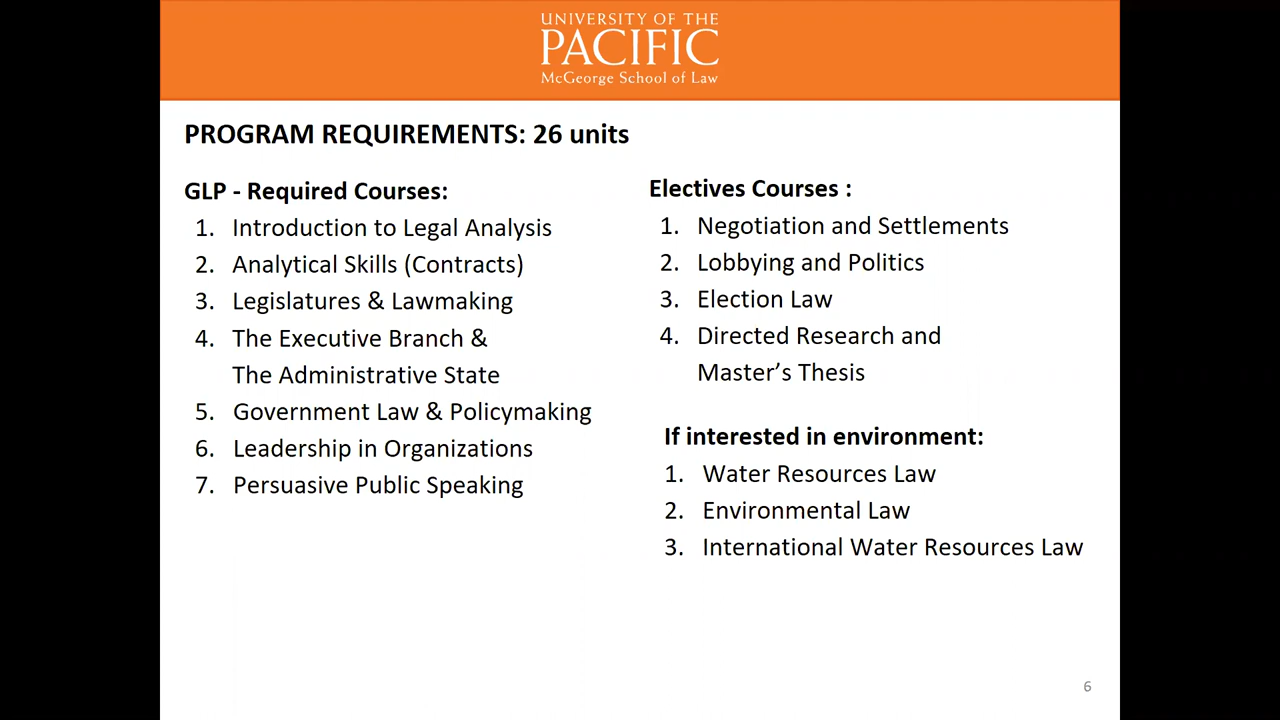 UNIVERSITY OF THE
PACIFIC
McGeorge School of Law
PROGRAM REQUIREMENTS: 26 units
GLP - Required Courses:
1. Introduction to Legal Analysis
2. Analytical Skills (Contracts)
3. Legislatures & Lawmaking
4. The Executive Branch &
The Administrative State
5. Government Law & Policymaking
6. Leadership in Organizations
7. Persuasive Public Speaking
Electives Courses :
1. Negotiation and Settlements
2. Lobbying and Politics
3. Election Law
4. Directed Research and
Master’s Thesis
If interested in environment:
1. Water Resources Law
2. Environmental Law
3. International Water Resources Law
6